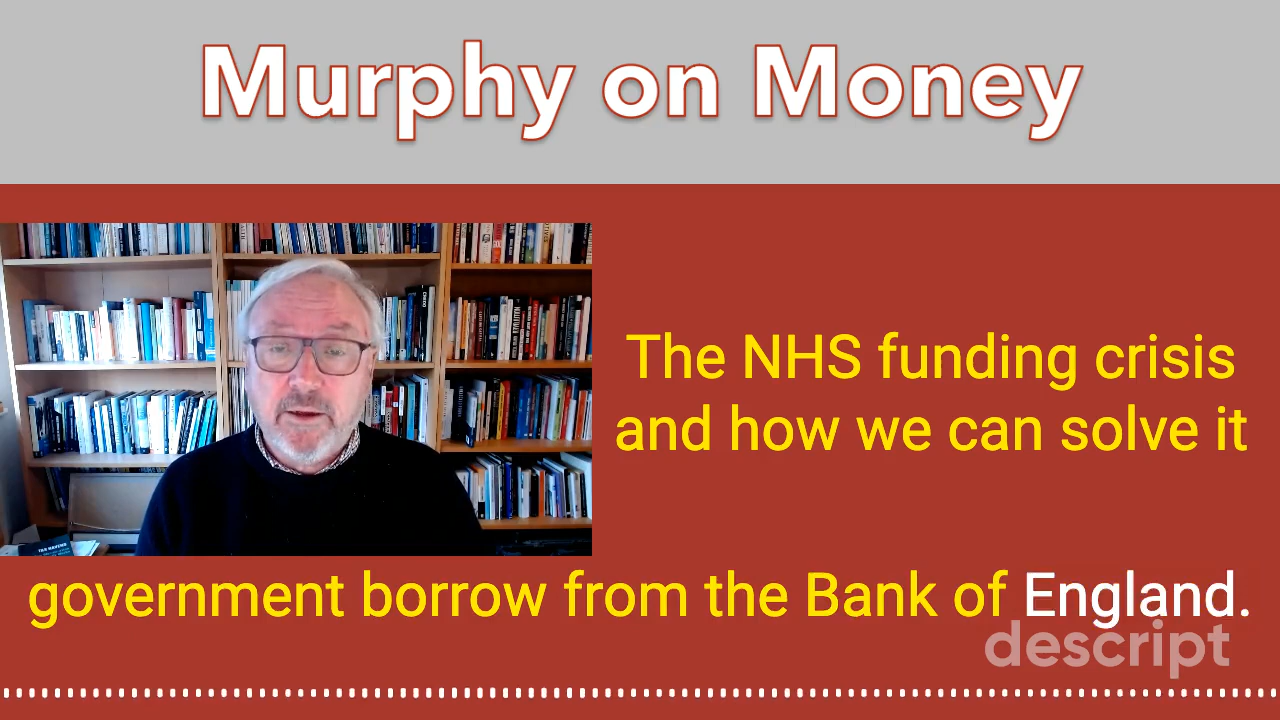 Murphy on Money
The NHS funding crisis
and how we can solve it
government borrow from the Bank of England.
descript